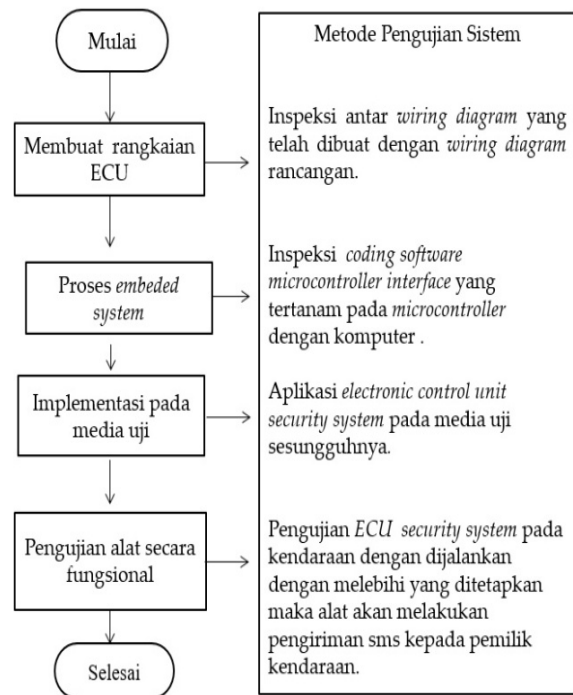 Mulai
Metode Pengujian Sistem
Membuat rangkaian
ECU
Inspeksi antar wiring diagram yang
telah dibuat dengan wiring diagram
rancangan.
Proses embeded
system
Inspeksi coding software
microcontroller interface yang
tertanam pada microcontroller
dengan komputer .
Implementasi pada
media uji
Aplikasi electronic control unit
security system pada media uji
sesungguhnya.
Pengujian alat secara
fungsional
Pengujian ECU security system pada
kendaraan dengan dijalankan
dengan melebihi yang ditetapkan
maka alat akan melakukan
pengiriman sms kepada pemilik
kendaraan.
Selesai